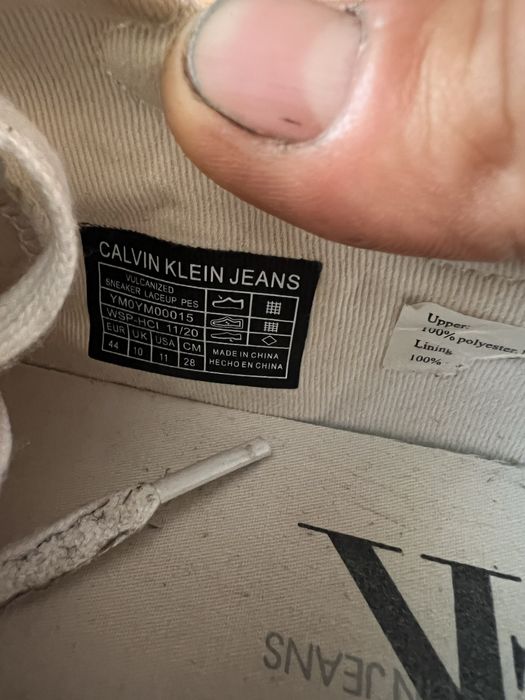 CALVIN KLEIN JEANS
VULCANIZED
SNEAKER LACEUP PES
YM0YM00015
WSP-HCI 11/20
EUR UK USA CM
44 10 11 28
MADE IN CHINA
HECHO EN CHINA
Upper:
100% polyester
Lining
100%
JEANS